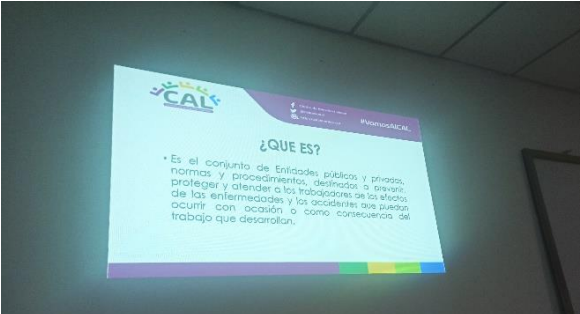 CAL
#VamosAlCAL
¿QUE ES?
• Es el conjunto de Entidades públicas y privadas,
normas y procedimientos, destinados a prevenir,
proteger y atender a los trabajadores de los efectos
de las enfermedades y los accidentes que puedan
ocurrir con ocasión o como consecuencia del
trabajo que desarrollan.